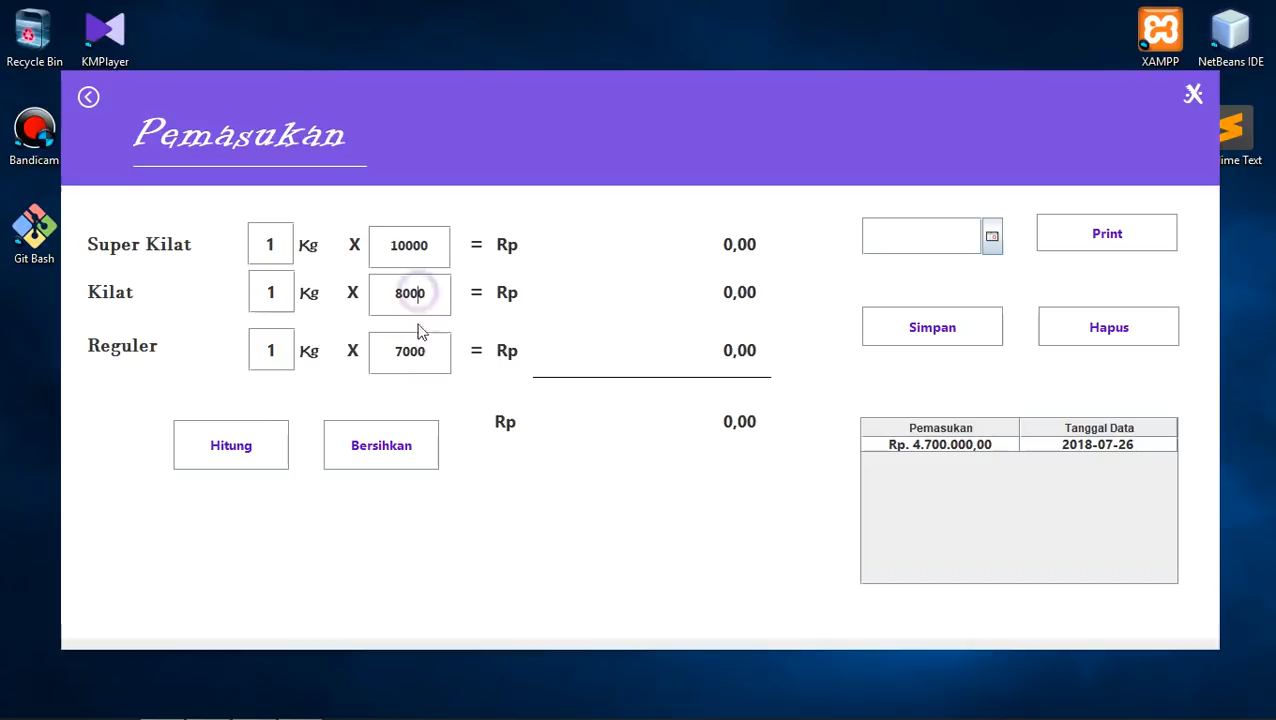 Recycle Bin
KMPlayer
XAMPP
NetBeans IDE
Bandicam
ime Text
Git Bash
Pemasukan
X
Super Kilat 1 Kg X 10000 = Rp 0,00
Kilat 1 Kg X 8000 = Rp 0,00
Reguler 1 Kg X 7000 = Rp 0,00
Rp 0,00
Hitung
Bersihkan
Print
Simpan
Hapus
Pemasukan Tanggal Data
Rp. 4.700.000,00 2018-07-26